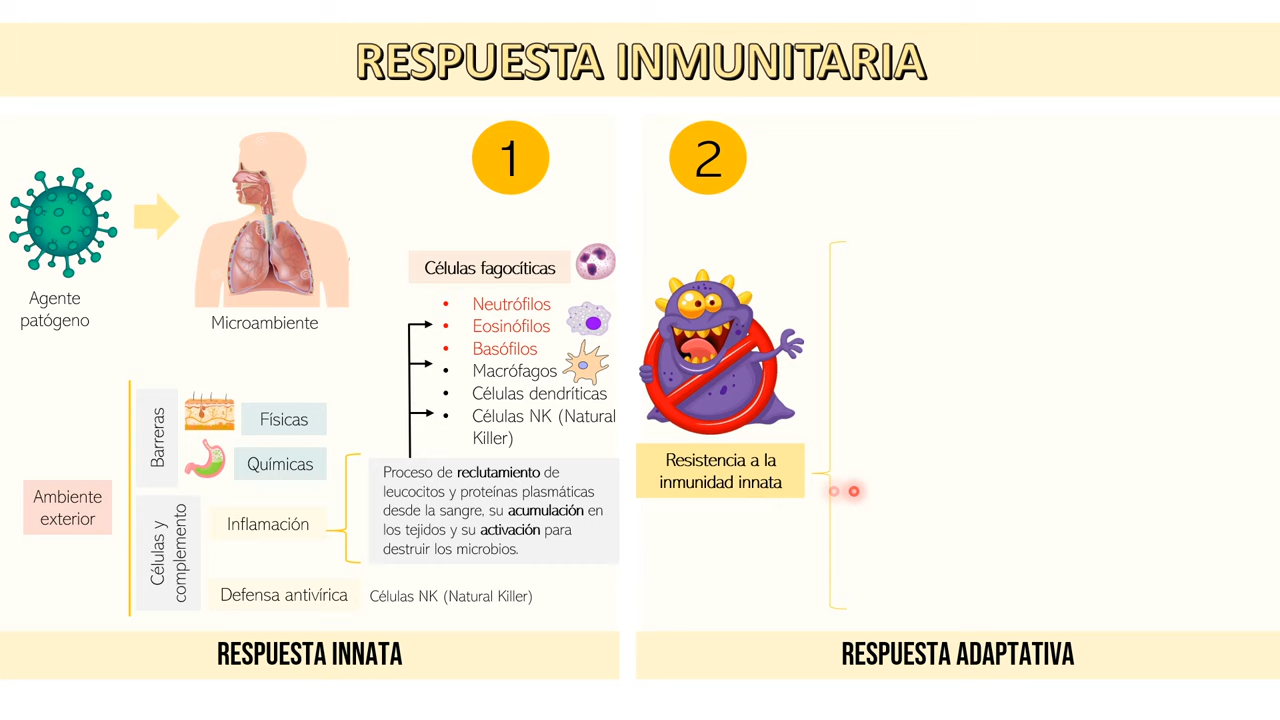 RESPUESTA INMUNITARIA
1
Agente
patógeno
Microambiente
Células fagocíticas
• Neutrófilos
• Eosinófilos
• Basófilos
• Macrófagos
• Células dendríticas
• Células NK (Natural
Killer)
Ambiente
exterior
Barreras
Físicas
Químicas
Células y
complemento
Inflamación
Proceso de reclutamiento de
leucocitos y proteínas plasmáticas
desde la sangre, su acumulación en
los tejidos y su activación para
destruir los microbios.
Defensa antivírica
Células NK (Natural Killer)
RESPUESTA INNATA
2
Resistencia a la
inmunidad innata
RESPUESTA ADAPTATIVA